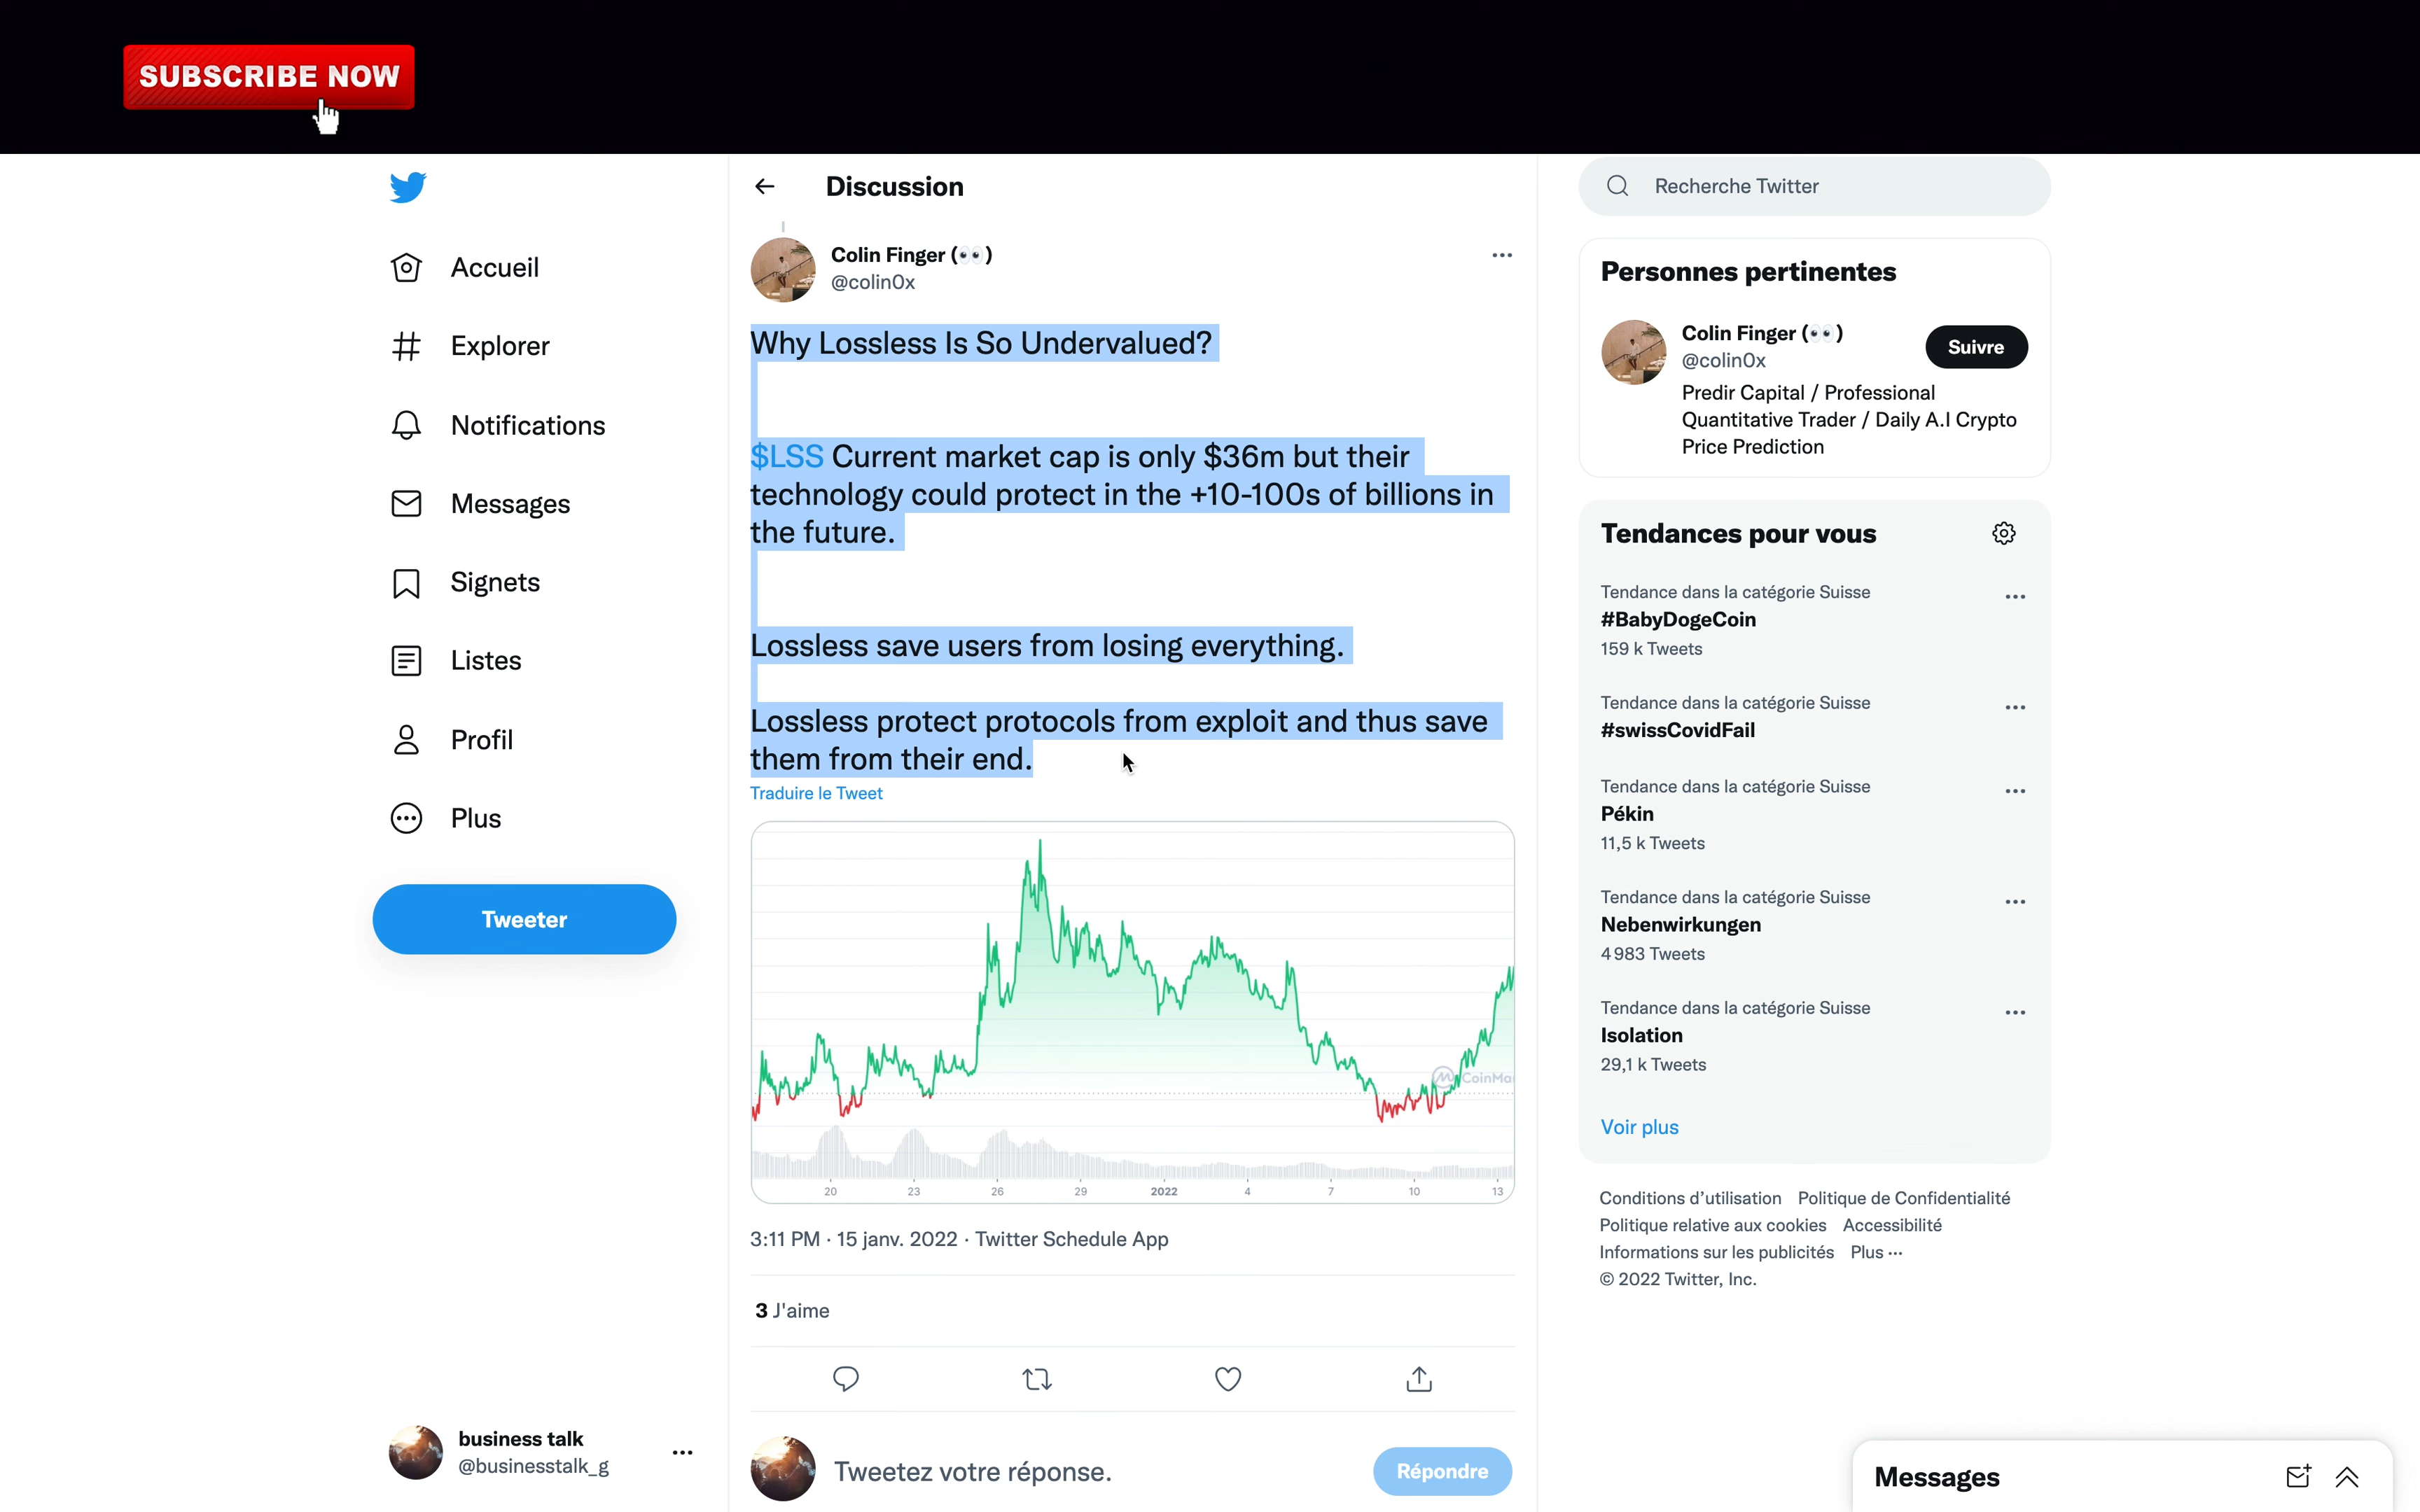 SUBSCRIBE NOW
Discussion
Recherche Twitter
Accueil
Explorer
Notifications
Messages
Signets
Listes
Profil
Plus
Tweeter
business talk
@businesstalk_g
Colin Finger (👀)
@colin0x
Why Lossless Is So Undervalued?
$LSS Current market cap is only $36m but their
technology could protect in the +10-100s of billions in
the future.
Lossless save users from losing everything.
Lossless protect protocols from exploit and thus save
them from their end.
Traduire le Tweet
CoinMar
20 23 26 29 2022 4 7 10 13
3:11 PM · 15 janv. 2022 · Twitter Schedule App
3 J'aime
Tweetez votre réponse.
Répondre
Personnes pertinentes
Colin Finger (👀)
@colin0x
Suivre
Predir Capital / Professional
Quantitative Trader / Daily A.I Crypto
Price Prediction
Tendances pour vous
Tendance dans la catégorie Suisse
#BabyDogeCoin
159 k Tweets
Tendance dans la catégorie Suisse
#swissCovidFail
Tendance dans la catégorie Suisse
Pékin
11,5 k Tweets
Tendance dans la catégorie Suisse
Nebenwirkungen
4 983 Tweets
Tendance dans la catégorie Suisse
Isolation
29,1 k Tweets
Voir plus
Conditions d'utilisation Politique de Confidentialité
Politique relative aux cookies Accessibilité
Informations sur les publicités Plus ···
© 2022 Twitter, Inc.
Messages